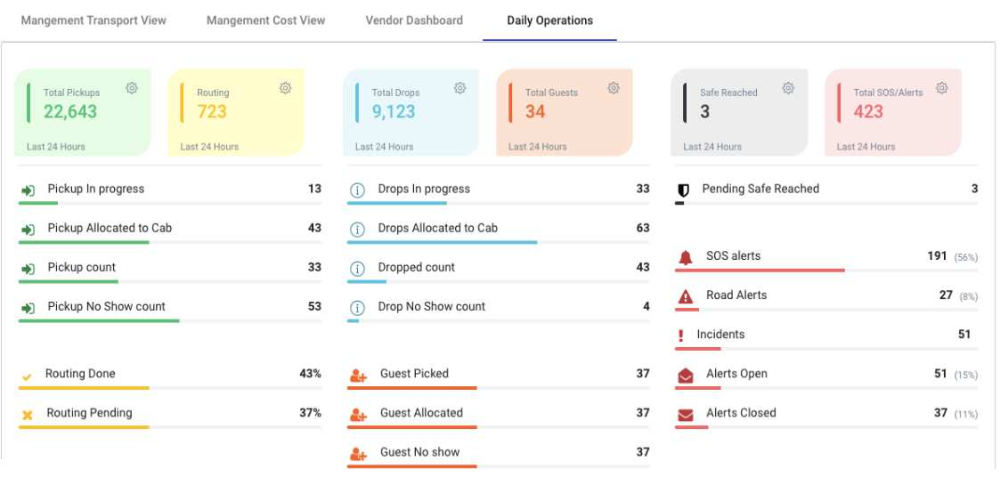 Mangement Transport View Mangement Cost View Vendor Dashboard Daily Operations
Total Pickups
22,643
Last 24 Hours
Routing
723
Last 24 Hours
Total Drops
9,123
Last 24 Hours
Total Guests
34
Last 24 Hours
Safe Reached
3
Last 24 Hours
Total SOS/Alerts
423
Last 24 Hours
Pickup In progress 13
Pickup Allocated to Cab 43
Pickup count 33
Pickup No Show count 53
Routing Done 43%
Routing Pending 37%
Drops In progress 33
Drops Allocated to Cab 63
Dropped count 43
Drop No Show count 4
Guest Picked 37
Guest Allocated 37
Guest No show 37
Pending Safe Reached 3
SOS alerts 191 (56%)
Road Alerts 27 (8%)
Incidents 51
Alerts Open 51 (15%)
Alerts Closed 37 (11%)